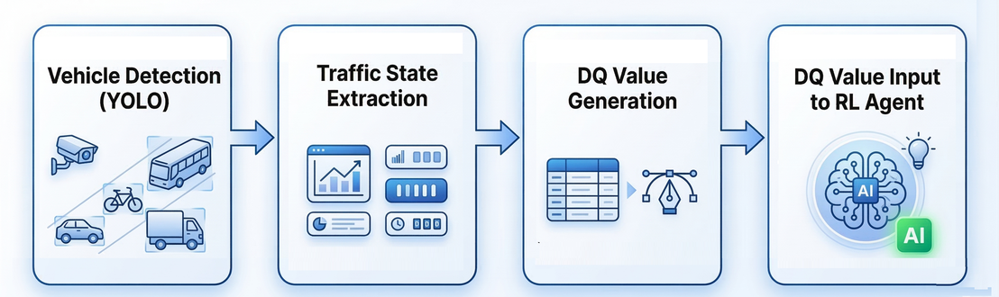 Vehicle Detection
(YOLO)
Traffic State
Extraction
DQ Value
Generation
DQ Value Input
to RL Agent
AI
AI